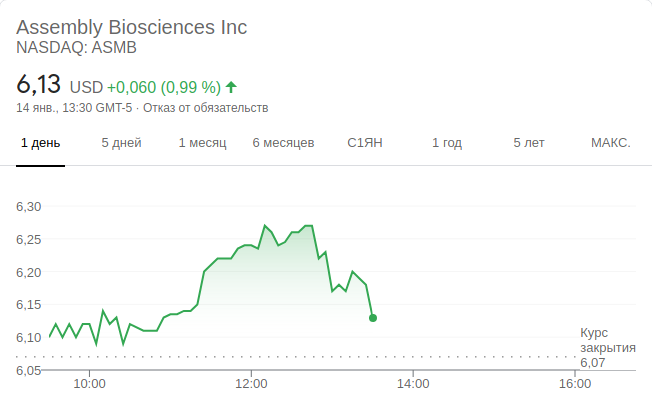 Assembly Biosciences Inc
NASDAQ: ASMB
6,13 USD +0,060 (0,99 %)
14 янв., 13:30 GMT-5 · Отказ от обязательств
1 день 5 дней 1 месяц 6 месяцев С1ЯН 1 год 5 лет МАКС.
6,30
6,25
6,20
6,15
6,10
6,05
Курс
закрытия
6,07
10:00 12:00 14:00 16:00